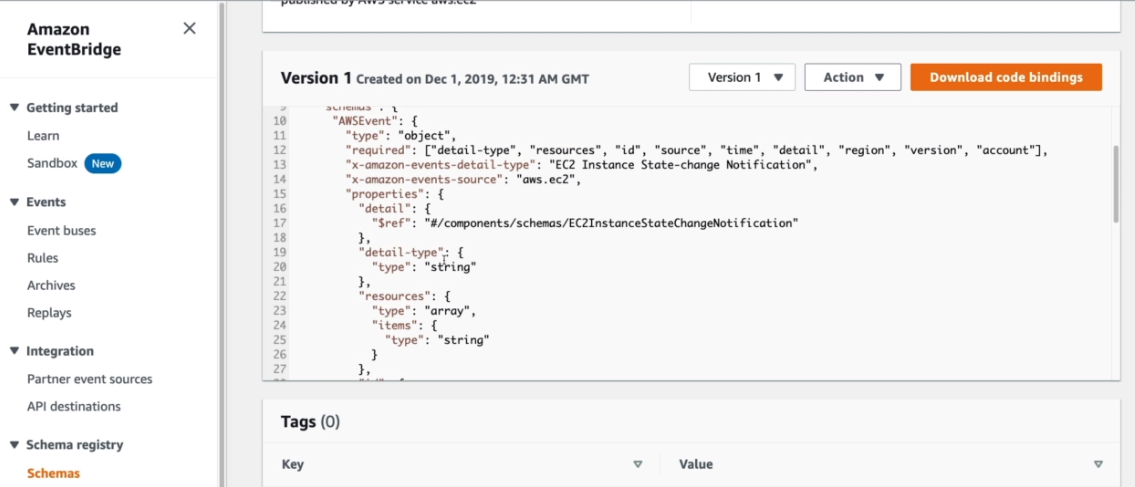 Amazon
EventBridge
Getting started
Learn
Sandbox New
Events
Event buses
Rules
Archives
Replays
Integration
Partner event sources
API destinations
Schema registry
Schemas
published by AWS service aws.ec2
Version 1 Created on Dec 1, 2019, 12:31 AM GMT
Version 1
Action
Download code bindings
9 "schemas": {
10 "AWSEvent": {
11 "type": "object",
12 "required": ["detail-type", "resources", "id", "source", "time", "detail", "region", "version", "account"],
13 "x-amazon-events-detail-type": "EC2 Instance State-change Notification",
14 "x-amazon-events-source": "aws.ec2",
15 "properties": {
16 "detail": {
17 "$ref": "#/components/schemas/EC2InstanceStateChangeNotification"
18 },
19 "detail-type": {
20 "type": "string"
21 },
22 "resources": {
23 "type": "array",
24 "items": {
25 "type": "string"
26 }
27 },
Tags (0)
Key
Value